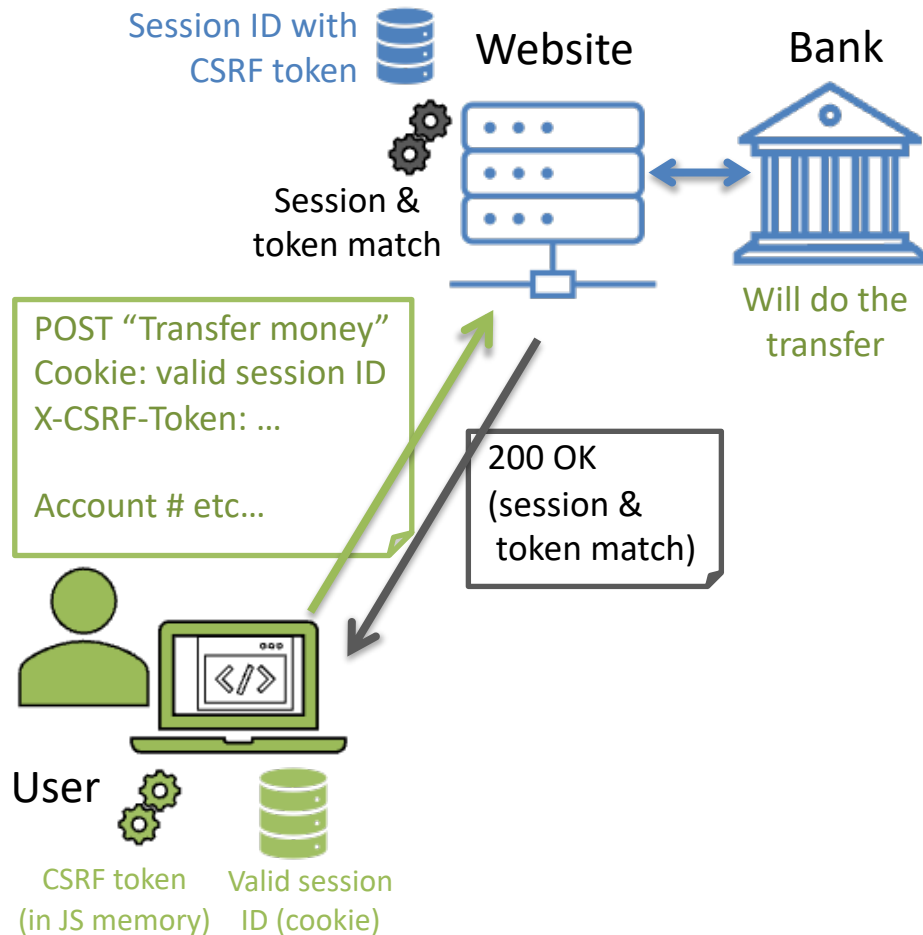 Session ID with
CSRF token
Website
Bank
Session &
token match
Will do the
transfer
POST “Transfer money”
Cookie: valid session ID
X-CSRF-Token: …
Account # etc…
200 OK
(session &
token match)
</>
User
CSRF token
(in JS memory)
Valid session
ID (cookie)